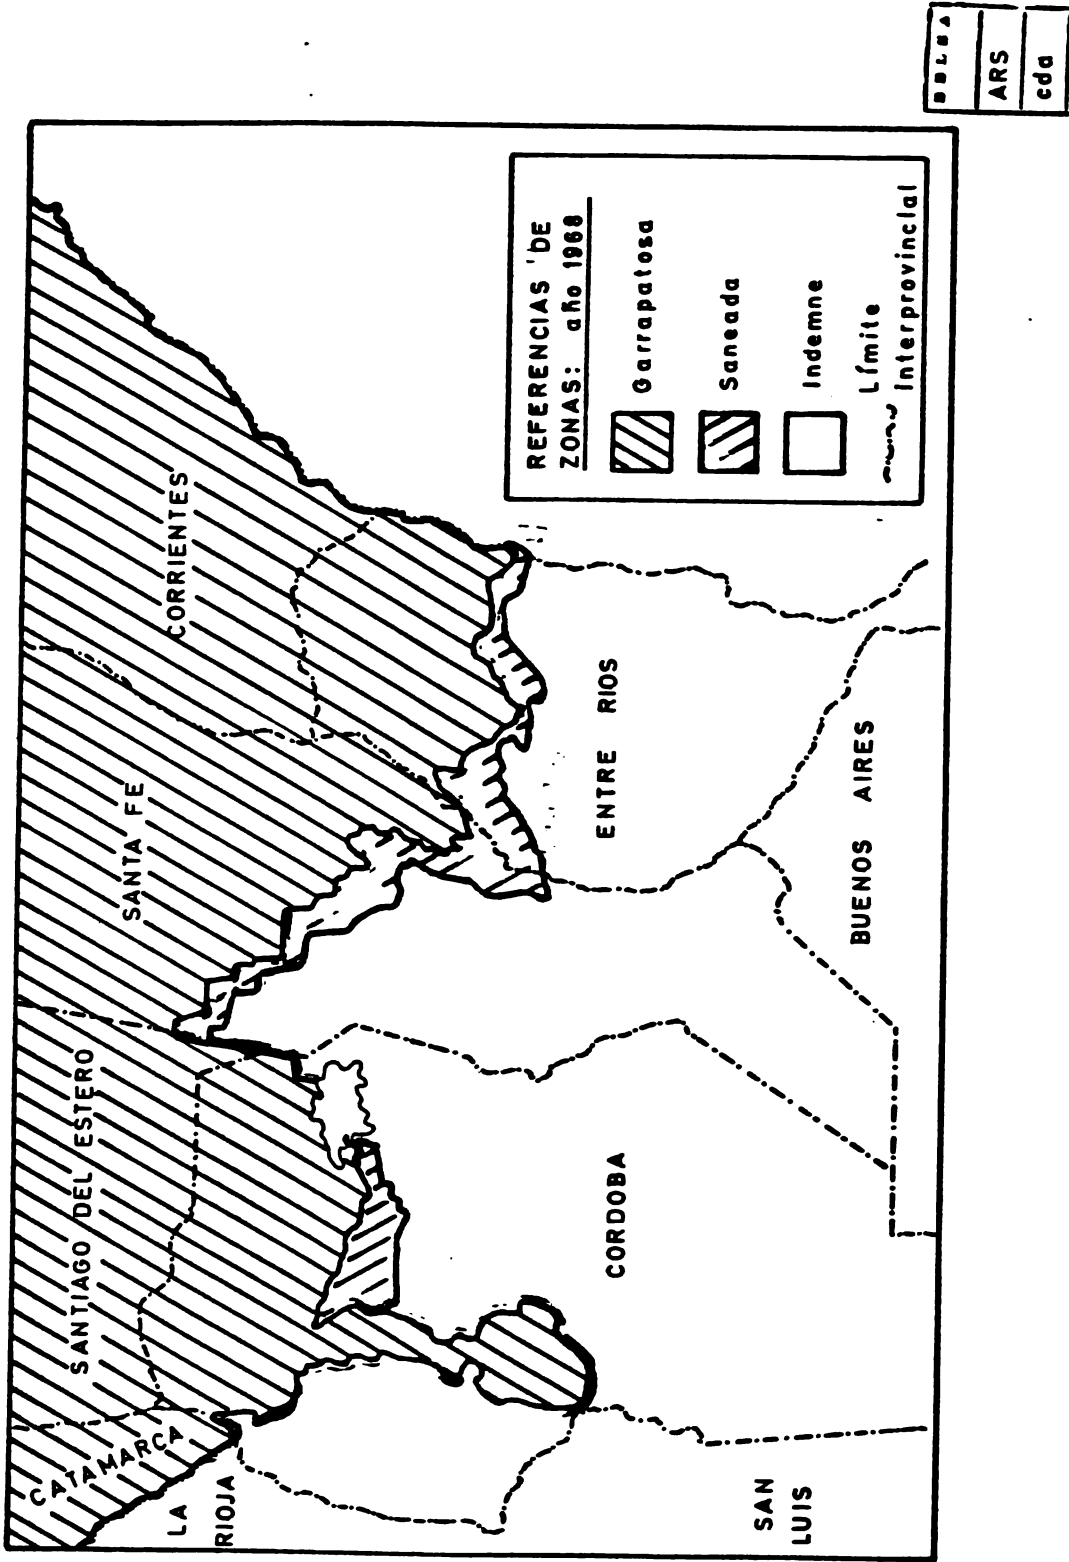 CORRIENTES
SANTA FE
SANTIAGO DEL ESTERO
CATAMARCA
LA
RIOJA
ENTRE RIOS
BUENOS AIRES
CORDOBA
SAN
LUIS
REFERENCIAS DE
ZONAS: año 1968
Garrapatosa
Saneada
Indemne
Límite
Interprovincial
ARS
cda